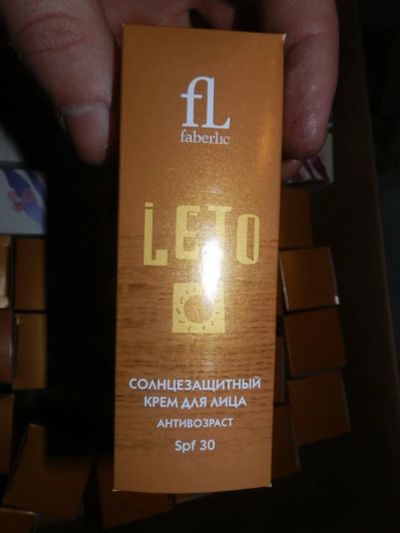 fL
faberlic
LETO
СОЛНЦЕЗАЩИТНЫЙ
КРЕМ ДЛЯ ЛИЦА
АНТИВОЗРАСТ
Spf 30